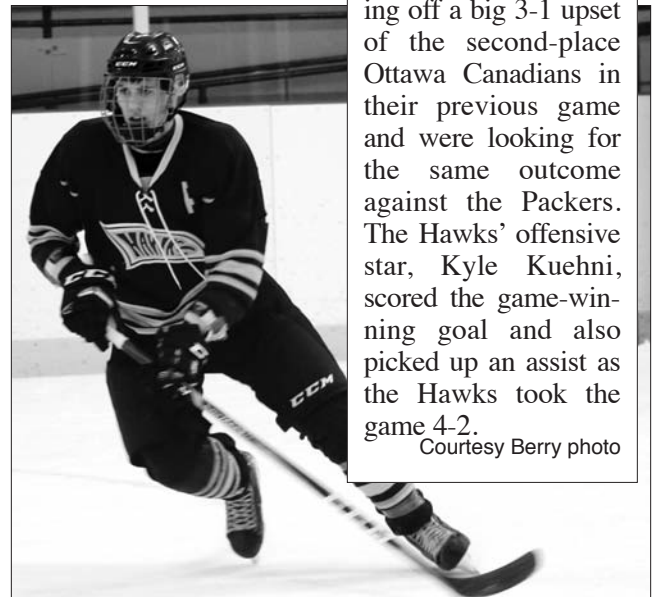 CCM
HAWKS
CCM
CCM
ing off a big 3-1 upset
of the second-place
Ottawa Canadians in
their previous game
and were looking for
the same outcome
against the Packers.
The Hawks' offensive
star, Kyle Kuehni,
scored the game-win-
ning goal and also
picked up an assist as
the Hawks took the
game 4-2.
Courtesy Berry photo